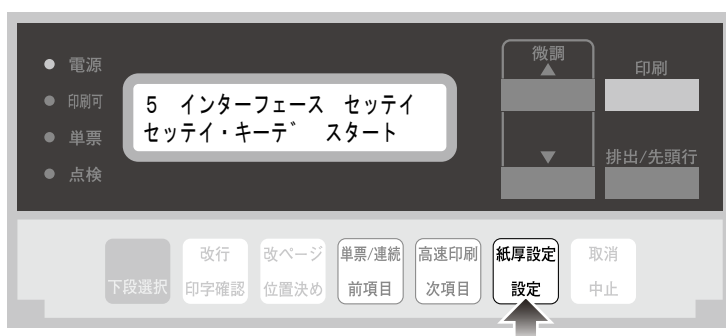 電源
印刷可
単票
点検
5 インターフェース セッテイ
セッテイ・キーデ゛ スタート
微調
▲
▼
印刷
排出/先頭行
下段選択
改行
印字確認
改ページ
位置決め
単票/連続
前項目
高速印刷
次項目
紙厚設定
設定
取消
中止